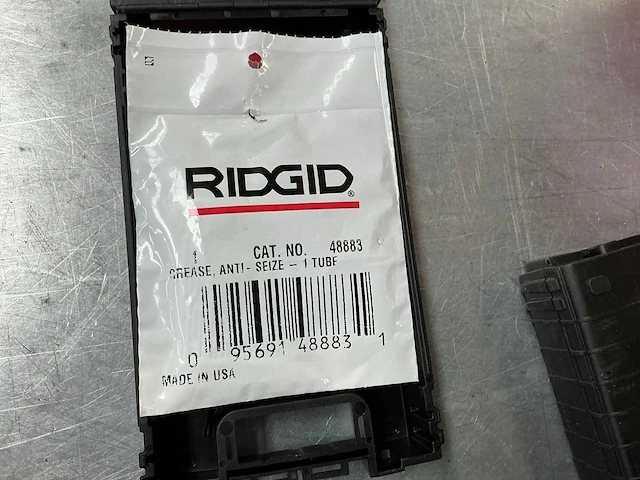 RIDGID®
1 CAT. NO. 48883
GREASE, ANTI- SEIZE – 1 TUBE
0 95691 48883 1
MADE IN USA